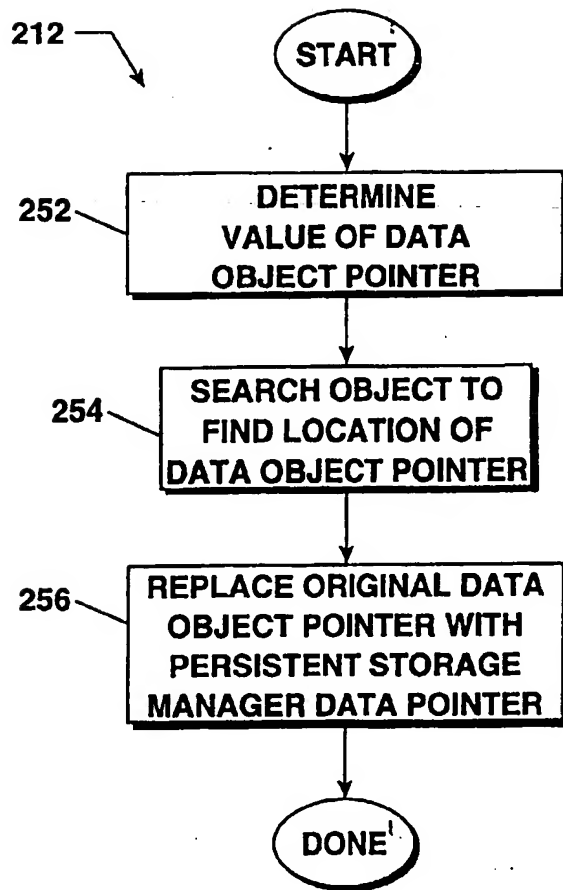 212
START
252
DETERMINE
VALUE OF DATA
OBJECT POINTER
254
SEARCH OBJECT TO
FIND LOCATION OF
DATA OBJECT POINTER
256
REPLACE ORIGINAL DATA
OBJECT POINTER WITH
PERSISTENT STORAGE
MANAGER DATA POINTER
DONE